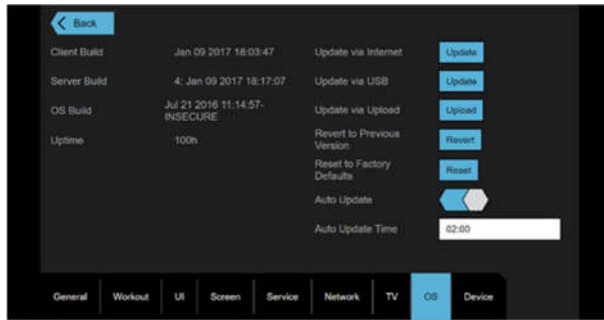 Back
Client Build Jan 09 2017 18:03:47 Update via Internet Update
Server Build 4; Jan 09 2017 18:17:07 Update via USB Update
OS Build Jul 21 2016 11:14:57-
INSECURE Update via Upload Upload
Uptime 100h Revert to Previous
Version Revert
Reset to Factory
Defaults Reset
Auto Update
Auto Update Time 02:00
General Workout UI Screen Service Network TV OS Device